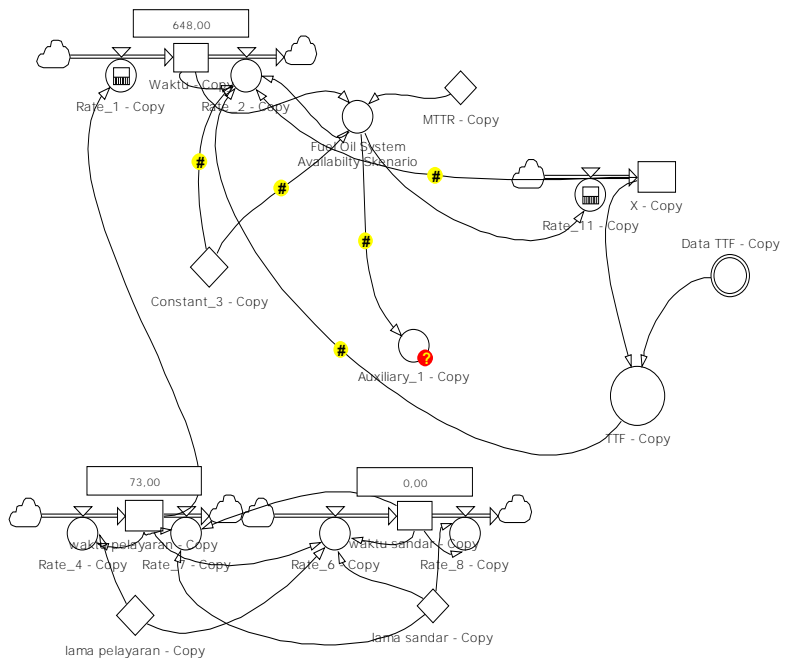 648,00
Waktu - Copy
Rate_1 - Copy
Rate_2 - Copy
MTTR - Copy
Fuel Oil System
Availabilty Skenario
#
#
#
X - Copy
Rate_11 - Copy
Data TTF - Copy
#
Constant_3 - Copy
#
?
Auxiliary_1 - Copy
TTF - Copy
73,00
0,00
waktu pelayaran - Copy
waktu sandar - Copy
Rate_4 - Copy
Rate_7 - Copy
Rate_6 - Copy
Rate_8 - Copy
lama pelayaran - Copy
lama sandar - Copy